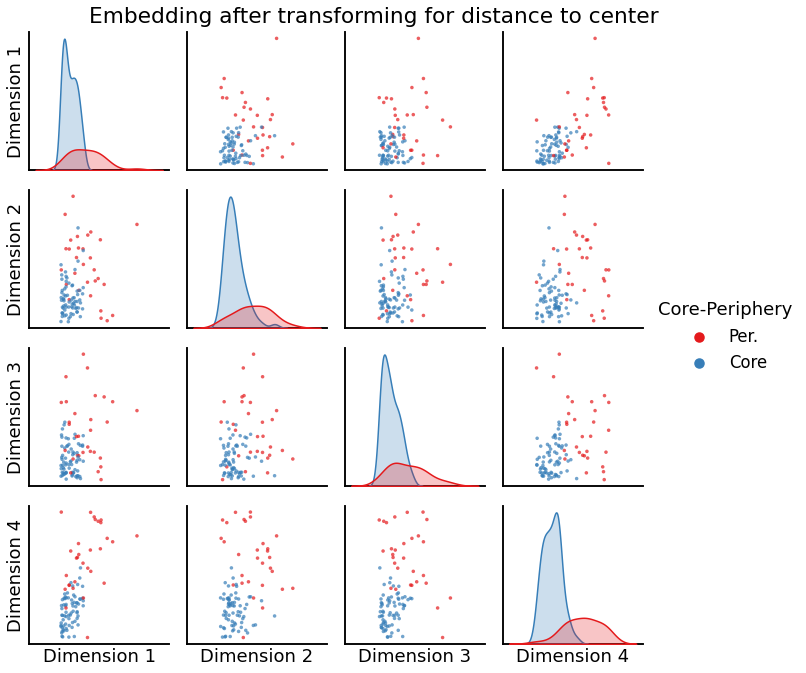 Embedding after transforming for distance to center
Dimension 1
Dimension 2
Dimension 3
Dimension 4
Dimension 1
Dimension 2
Dimension 3
Dimension 4
Core-Periphery
Per.
Core